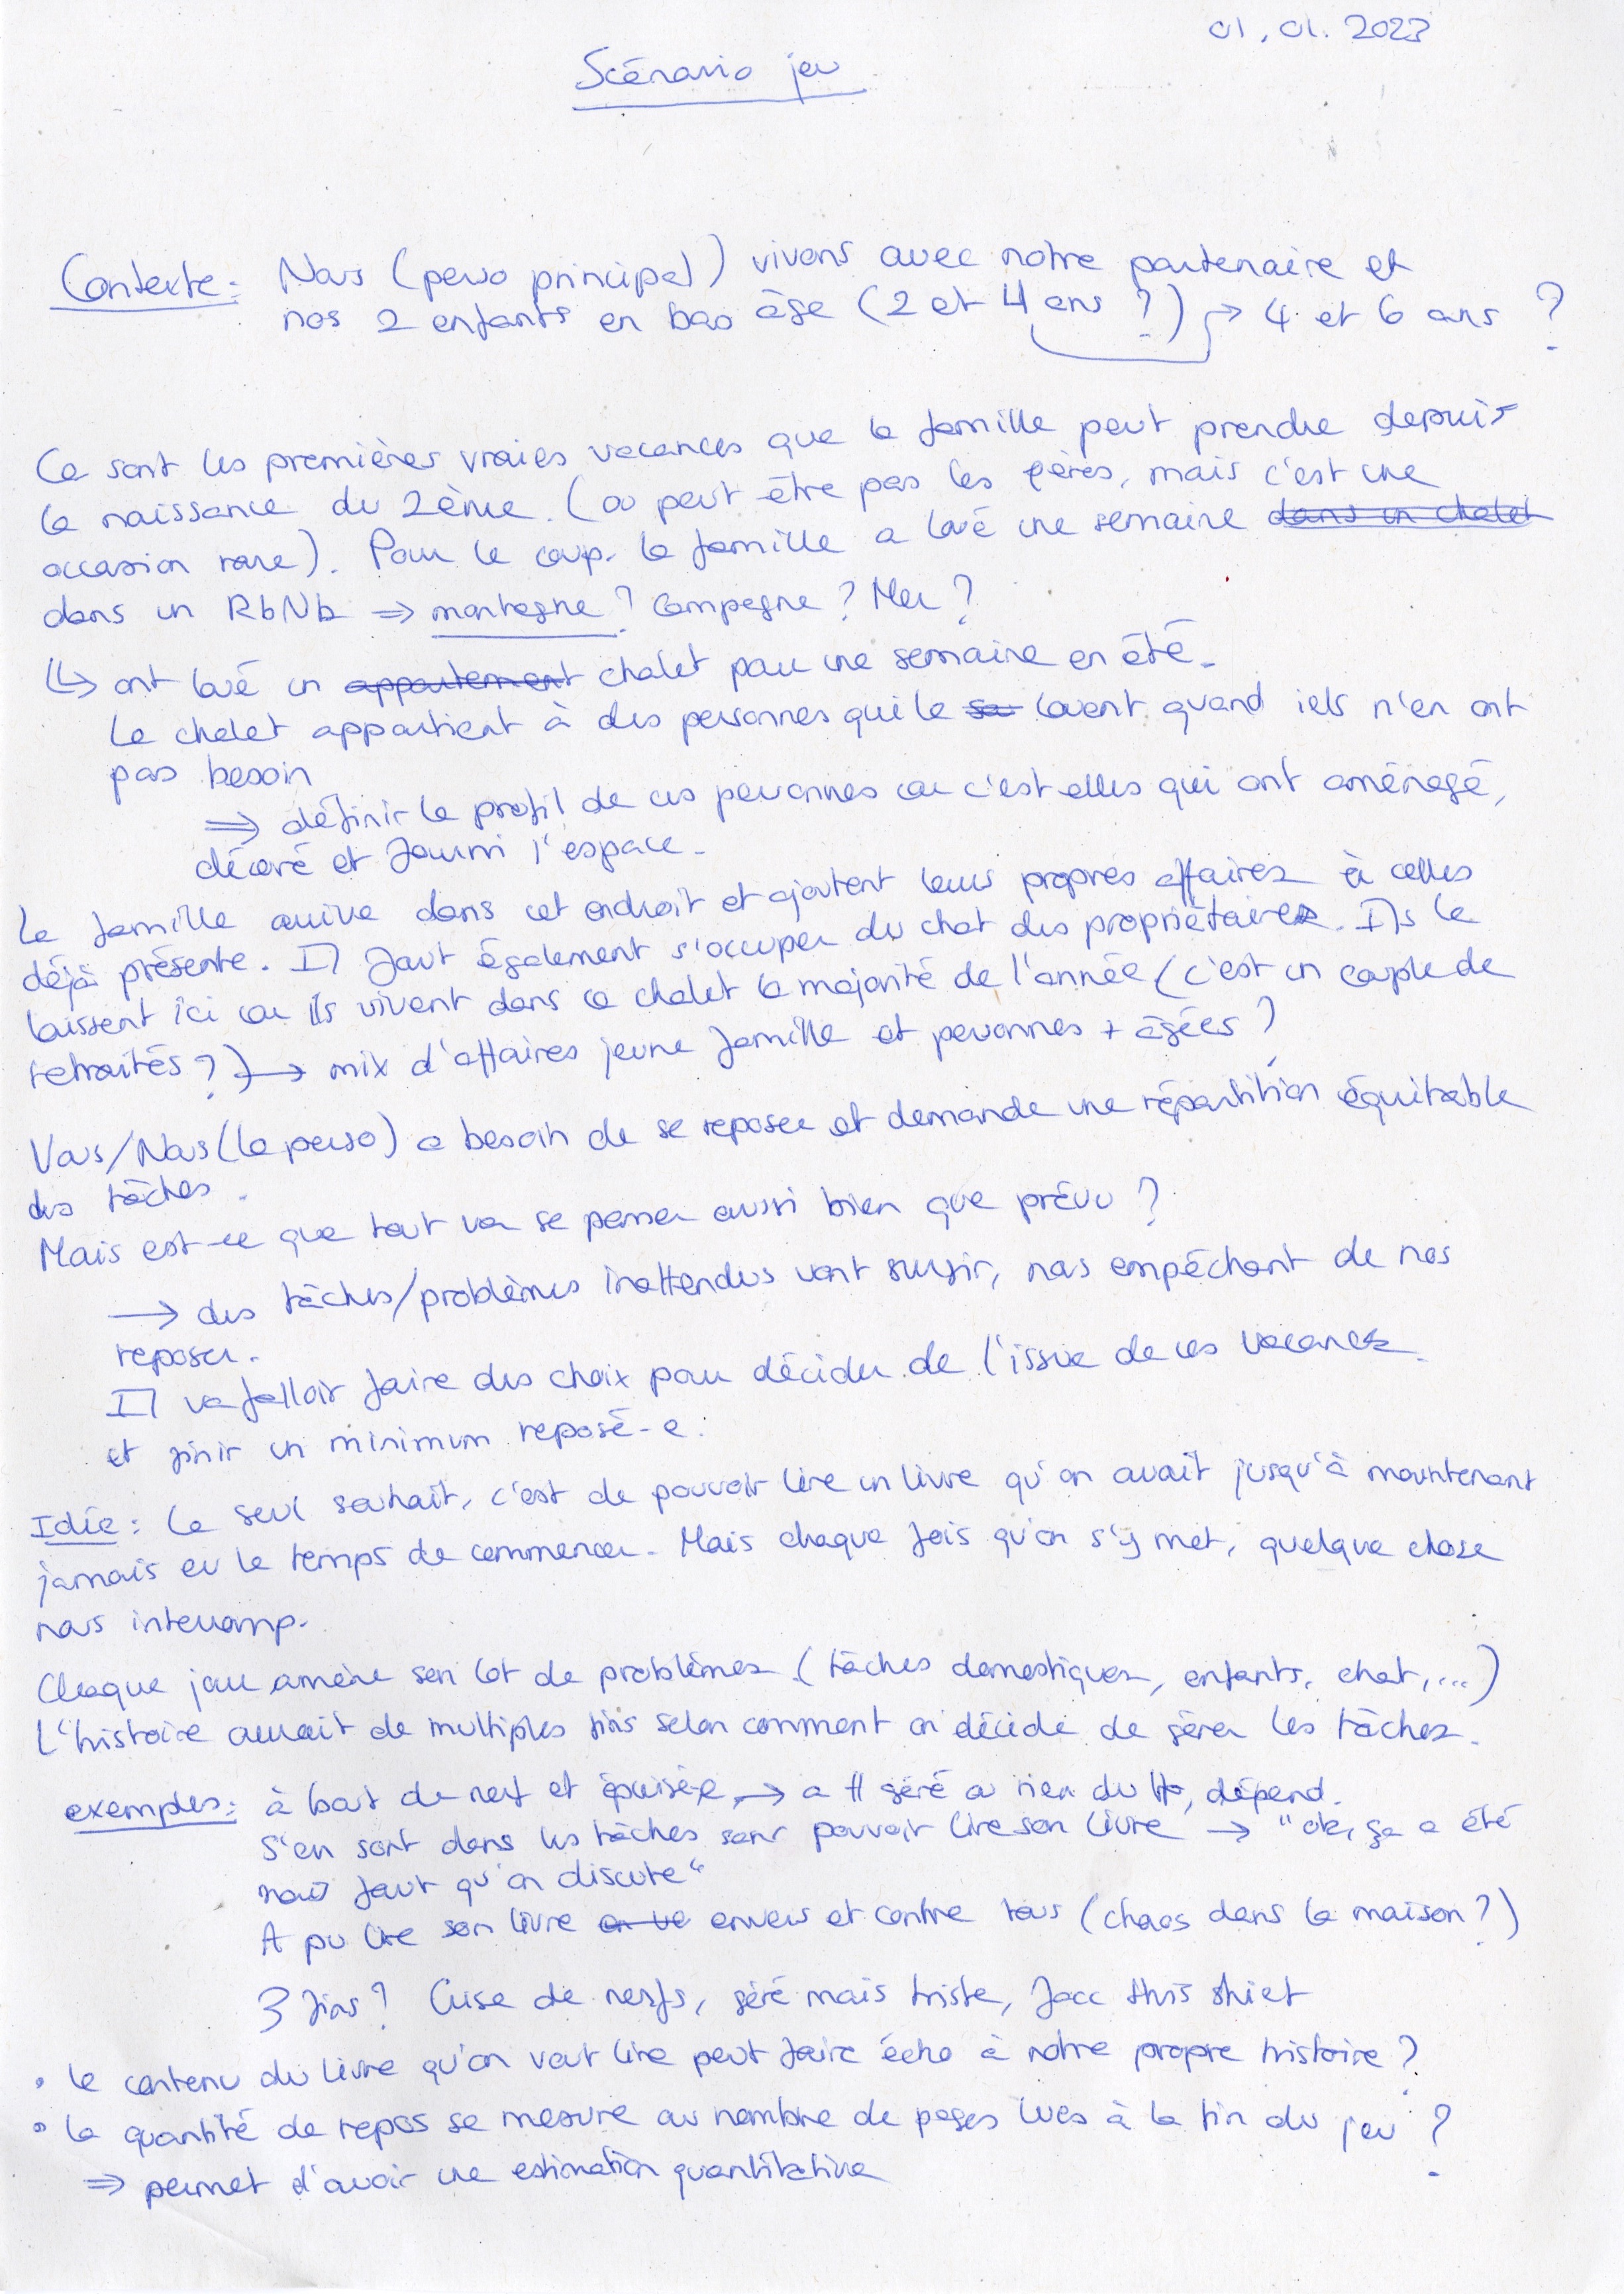 01.01.2023
Scénario jeu
Contexte: Nous (perso principal) vivons avec notre partenaire et
nos 2 enfants en bas âge (2 et 4 ans ?) → 4 et 6 ans ?
Ce sont les premières vraies vacances que la famille peut prendre depuis
la naissance du 2ème. (ou peut être pas les 1ères, mais c'est une
occasion rare). Pour le coup, la famille a loué une semaine dans un chalet
dans un RbNb ⇒ montagne ? Campagne ? Mer ?
↳ ont loué un appartement chalet pour une semaine en été.
Le chalet appartient à des personnes qui le sa louent quand iels n'en ont
pas besoin
⇒ définir le profil de ces personnes car c'est elles qui ont aménagé,
décoré et fourni l'espace.
La famille arrive dans cet endroit et ajoutent leurs propres affaires à celles
déjà présente. Il faut également s'occuper du chat des propriétaires. Ils le
laissent ici car ils vivent dans ce chalet la majorité de l'année (c'est un couple de
retraités ?) → mix d'affaires jeune famille et personnes + âgées ?
Vous/Nous (le perso) a besoin de se reposer et demande une répartition équitable
des tâches.
Mais est-ce que tout va se passer aussi bien que prévu ?
→ des tâches/problèmes inattendus vont surgir, nous empêchant de nous
reposer.
Il va falloir faire des choix pour décider de l'issue de ces vacances
et finir un minimum reposé-e.
Idée: Le seul souhait, c'est de pouvoir lire un livre qu'on avait jusqu'à maintenant
jamais eu le temps de commencer. Mais chaque fois qu'on s'y met, quelque chose
nous interromp.
Chaque jour amène son lot de problèmes (tâches domestiques, enfants, chat,...)
L'histoire aurait de multiples fins selon comment on décide de gérer les tâches.
exemples: à bout de nerf et épuisé-e → a tt géré ou rien du tt, dépend.
S'en sort dans les tâches sans pouvoir lire son livre → "ok, ça a été
mais faut qu'on discute"
A pu lire son livre envers et contre tous (chaos dans la maison ?)
3 fins ? Crise de nerfs, géré mais triste, focc this shiet
• le contenu du livre qu'on veut lire peut faire écho à notre propre histoire ?
• la quantité de repos se mesure au nombre de pages lues à la fin du jeu ?
⇒ permet d'avoir une estimation quantitative